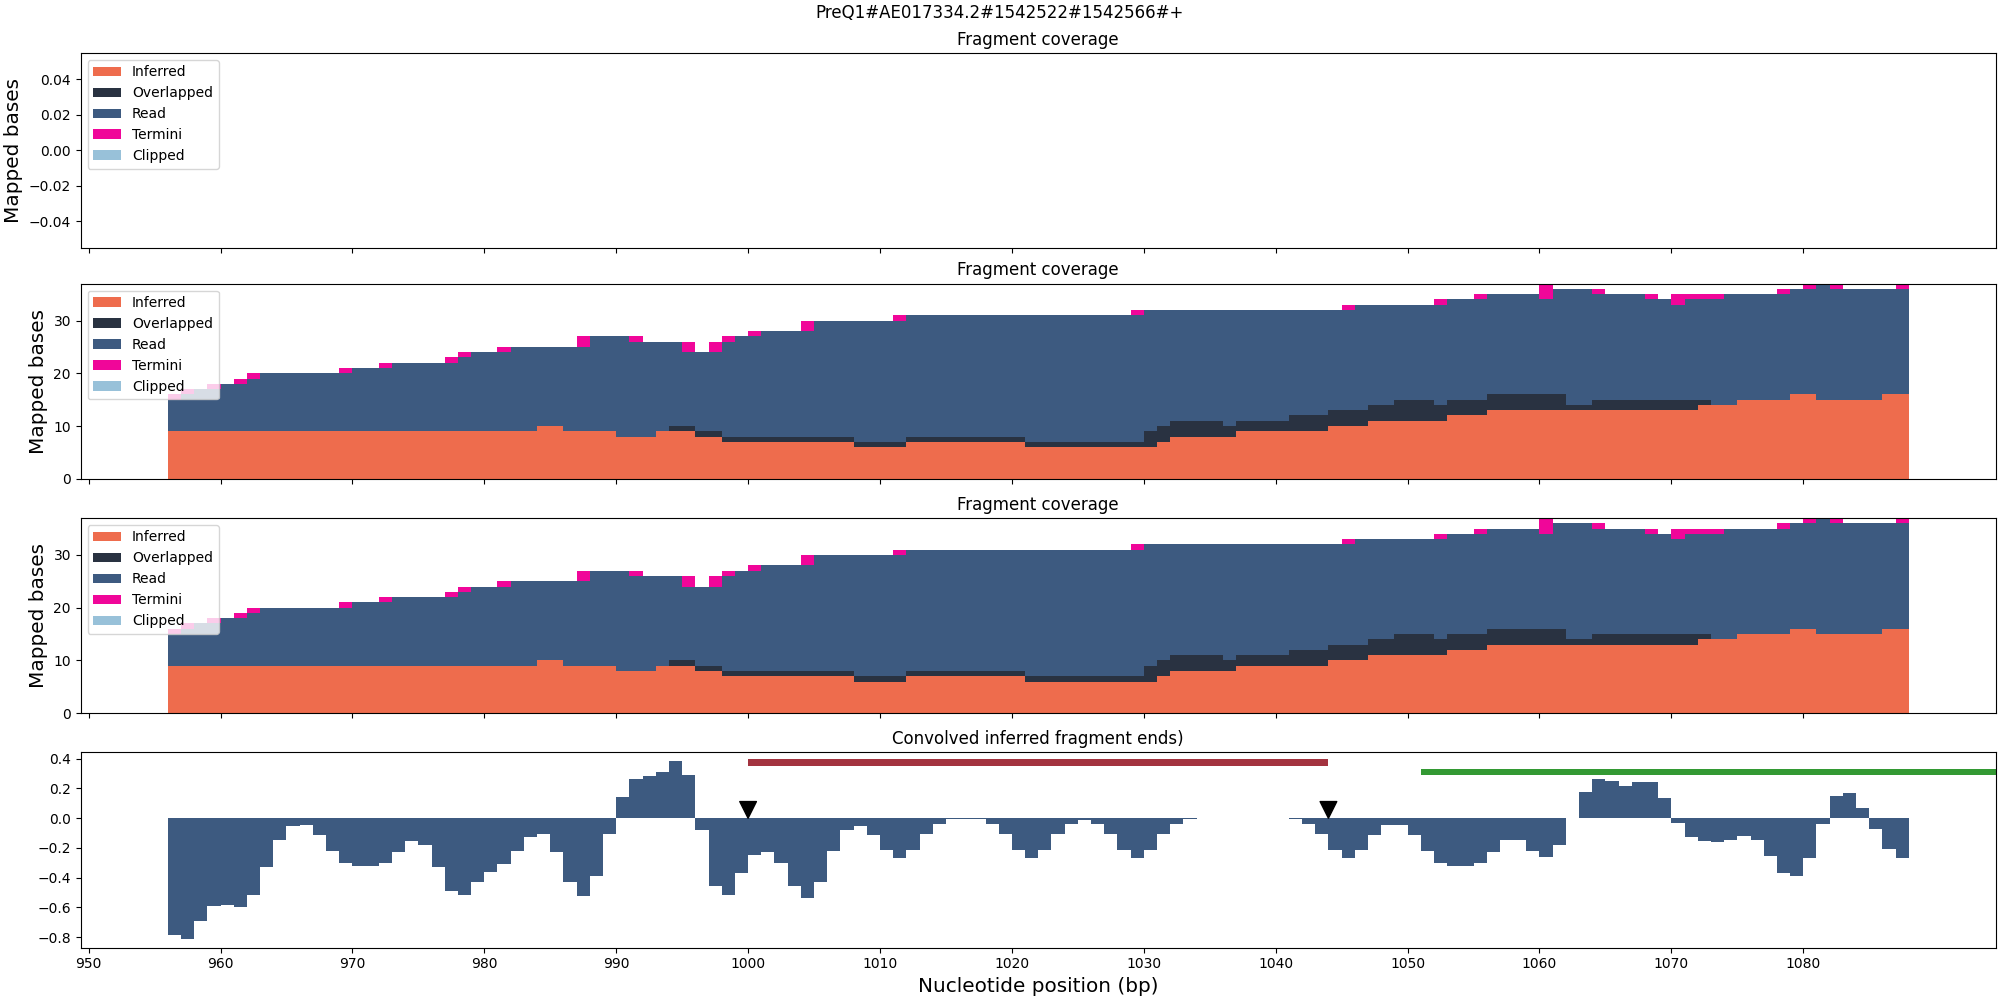 PreQ1#AE017334.2#1542522#1542566#+
Fragment coverage
Mapped bases
0.04
0.02
0.00
−0.02
−0.04
Inferred
Overlapped
Read
Termini
Clipped
Fragment coverage
Mapped bases
30
20
10
0
Inferred
Overlapped
Read
Termini
Clipped
Fragment coverage
Mapped bases
30
20
10
0
Inferred
Overlapped
Read
Termini
Clipped
Convolved inferred fragment ends)
0.4
0.2
0.0
−0.2
−0.4
−0.6
−0.8
950 960 970 980 990 1000 1010 1020 1030 1040 1050 1060 1070 1080
Nucleotide position (bp)